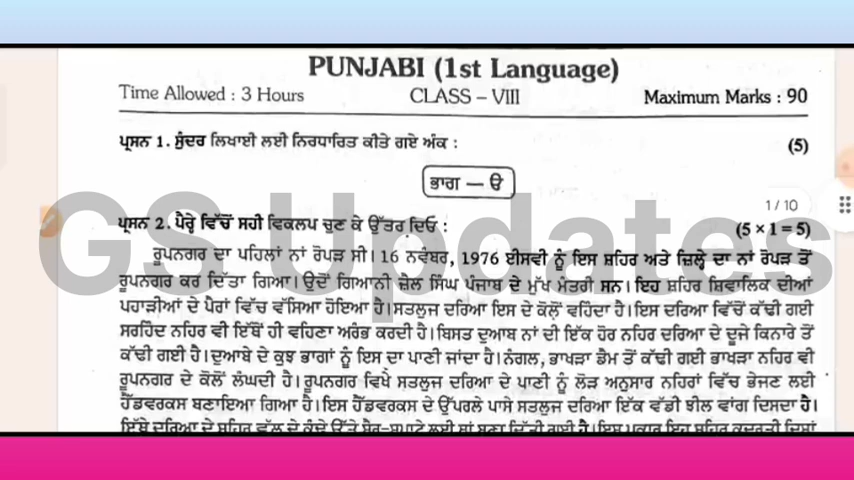 PUNJABI (1st Language)
Time Allowed : 3 Hours CLASS – VIII Maximum Marks : 90
ਪ੍ਰਸ਼ਨ 1. ਸੁੰਦਰ ਲਿਖਾਈ ਲਈ ਨਿਰਧਾਰਿਤ ਕੀਤੇ ਗਏ ਅੰਕ : (5)
ਭਾਗ — ੳ
1 / 10
GS Updates
ਪ੍ਰਸ਼ਨ 2. ਪੈਰ੍ਹੇ ਵਿੱਚੋਂ ਸਹੀ ਵਿਕਲਪ ਚੁਣ ਕੇ ਉੱਤਰ ਦਿਓ : (5 × 1 = 5)
ਰੂਪਨਗਰ ਦਾ ਪਹਿਲਾਂ ਨਾਂ ਰੋਪੜ ਸੀ। 16 ਨਵੰਬਰ, 1976 ਈਸਵੀ ਨੂੰ ਇਸ ਸ਼ਹਿਰ ਅਤੇ ਜ਼ਿਲ੍ਹੇ ਦਾ ਨਾਂ ਰੋਪੜ ਤੋਂ
ਰੂਪਨਗਰ ਕਰ ਦਿੱਤਾ ਗਿਆ। ਉਦੋਂ ਗਿਆਨੀ ਜ਼ੈਲ ਸਿੰਘ ਪੰਜਾਬ ਦੇ ਮੁੱਖ ਮੰਤਰੀ ਸਨ। ਇਹ ਸ਼ਹਿਰ ਸ਼ਿਵਾਲਿਕ ਦੀਆਂ
ਪਹਾੜੀਆਂ ਦੇ ਪੈਰਾਂ ਵਿੱਚ ਵੱਸਿਆ ਹੋਇਆ ਹੈ। ਸਤਲੁਜ ਦਰਿਆ ਇਸ ਦੇ ਕੋਲੋਂ ਵਹਿੰਦਾ ਹੈ। ਇਸ ਦਰਿਆ ਵਿੱਚੋਂ ਕੱਢੀ ਗਈ
ਸਰਹਿੰਦ ਨਹਿਰ ਵੀ ਇੱਥੋਂ ਹੀ ਵਹਿਣਾ ਅਰੰਭ ਕਰਦੀ ਹੈ। ਬਿਸਤ ਦੁਆਬ ਨਾਂ ਦੀ ਇੱਕ ਹੋਰ ਨਹਿਰ ਦਰਿਆ ਦੇ ਦੂਜੇ ਕਿਨਾਰੇ ਤੋਂ
ਕੱਢੀ ਗਈ ਹੈ। ਦੁਆਬੇ ਦੇ ਕੁਝ ਭਾਗਾਂ ਨੂੰ ਇਸ ਦਾ ਪਾਣੀ ਜਾਂਦਾ ਹੈ। ਨੰਗਲ, ਭਾਖੜਾ ਡੈਮ ਤੋਂ ਕੱਢੀ ਗਈ ਭਾਖੜਾ ਨਹਿਰ ਵੀ
ਰੂਪਨਗਰ ਦੇ ਕੋਲੋਂ ਲੰਘਦੀ ਹੈ। ਰੂਪਨਗਰ ਵਿਖੇ ਸਤਲੁਜ ਦਰਿਆ ਦੇ ਪਾਣੀ ਨੂੰ ਲੋੜ ਅਨੁਸਾਰ ਨਹਿਰਾਂ ਵਿੱਚ ਭੇਜਣ ਲਈ
ਹੈੱਡਵਰਕਸ ਬਣਾਇਆ ਗਿਆ ਹੈ। ਇਸ ਹੈੱਡਵਰਕਸ ਦੇ ਉੱਪਰਲੇ ਪਾਸੇ ਸਤਲੁਜ ਦਰਿਆ ਇੱਕ ਵੱਡੀ ਝੀਲ ਵਾਂਗ ਦਿਸਦਾ ਹੈ।